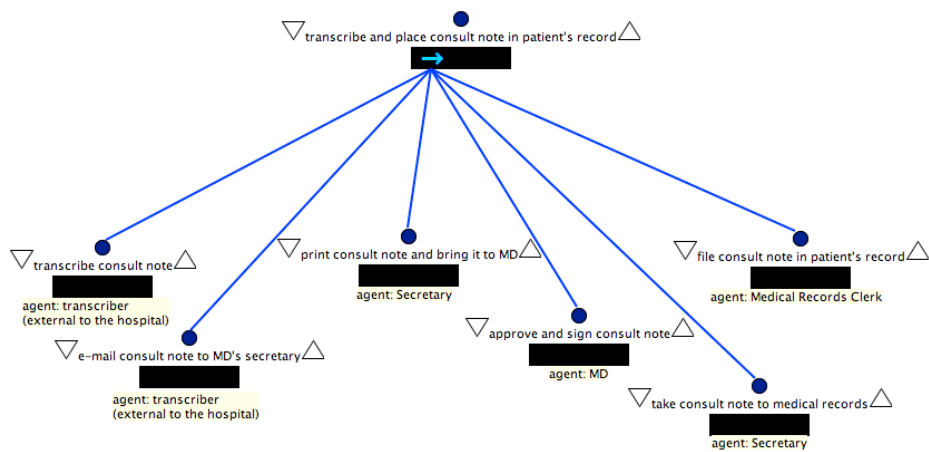 transcribe and place consult note in patient's record
transcribe consult note
agent: transcriber
(external to the hospital)
e-mail consult note to MD's secretary
agent: transcriber
(external to the hospital)
print consult note and bring it to MD
agent: Secretary
approve and sign consult note
agent: MD
take consult note to medical records
agent: Secretary
file consult note in patient's record
agent: Medical Records Clerk